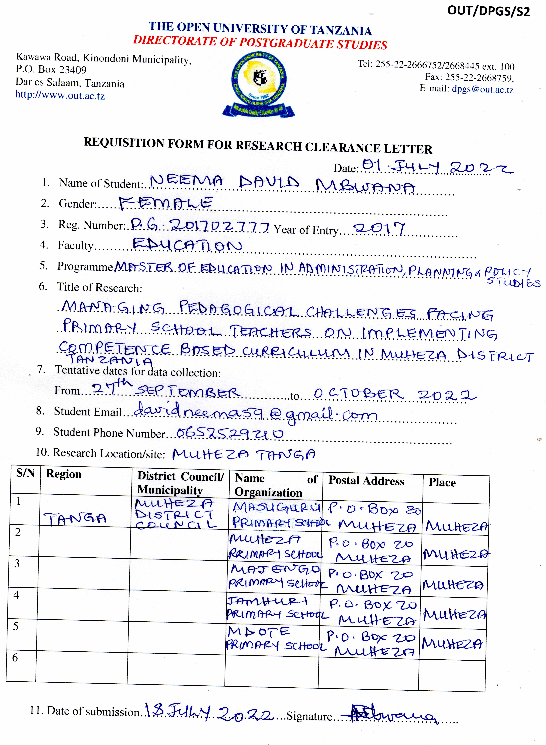 OUT/DPGS/S2
THE OPEN UNIVERSITY OF TANZANIA
DIRECTORATE OF POSTGRADUATE STUDIES
Kawawa Road, Kinondoni Municipality,
P.O. Box 23409
Dar es Salaam, Tanzania
http://www.out.ac.tz
Tel: 255-22-2666752/2668445 ext. 100
Fax: 255-22-2668759,
E-mail: dpgs@out.ac.tz
REQUISITION FORM FOR RESEARCH CLEARANCE LETTER
Date: 01 JULY 2022
1. Name of Student: NEEMA DAVID MBWANA
2. Gender: FEMALE
3. Reg. Number: PG 201702777 Year of Entry 2017
4. Faculty EDUCATION
5. Programme MASTER OF EDUCATION IN ADMINISTRATION, PLANNING & POLICY STUDIES
6. Title of Research:
MANAGING PEDAGOGICAL CHALLENGES FACING
PRIMARY SCHOOL TEACHERS ON IMPLEMENTING
COMPETENCE BASED CURRICULUM IN MUHEZA DISTRICT
TANZANIA
7. Tentative dates for data collection:
From 27th SEPTEMBER to OCTOBER 2022
8. Student Email davidneema59@gmail.com
9. Student Phone Number 0652529210
10. Research Location/site: MUHEZA TANGA
S/N Region District Council/ Municipality Name of Organization Postal Address Place
1 TANGA MUHEZA DISTRICT COUNCIL MASUGURU PRIMARY SCHOOL P.O. BOX 20 MUHEZA MUHEZA
2 MUHEZA PRIMARY SCHOOL P.O. BOX 20 MUHEZA MUHEZA
3 MAJENGO PRIMARY SCHOOL P.O. BOX 20 MUHEZA MUHEZA
4 JAMHURI PRIMARY SCHOOL P.O. BOX 20 MUHEZA MUHEZA
5 MDOTE PRIMARY SCHOOL P.O. BOX 20 MUHEZA MUHEZA
6
11. Date of submission 18 JULY 2022 Signature